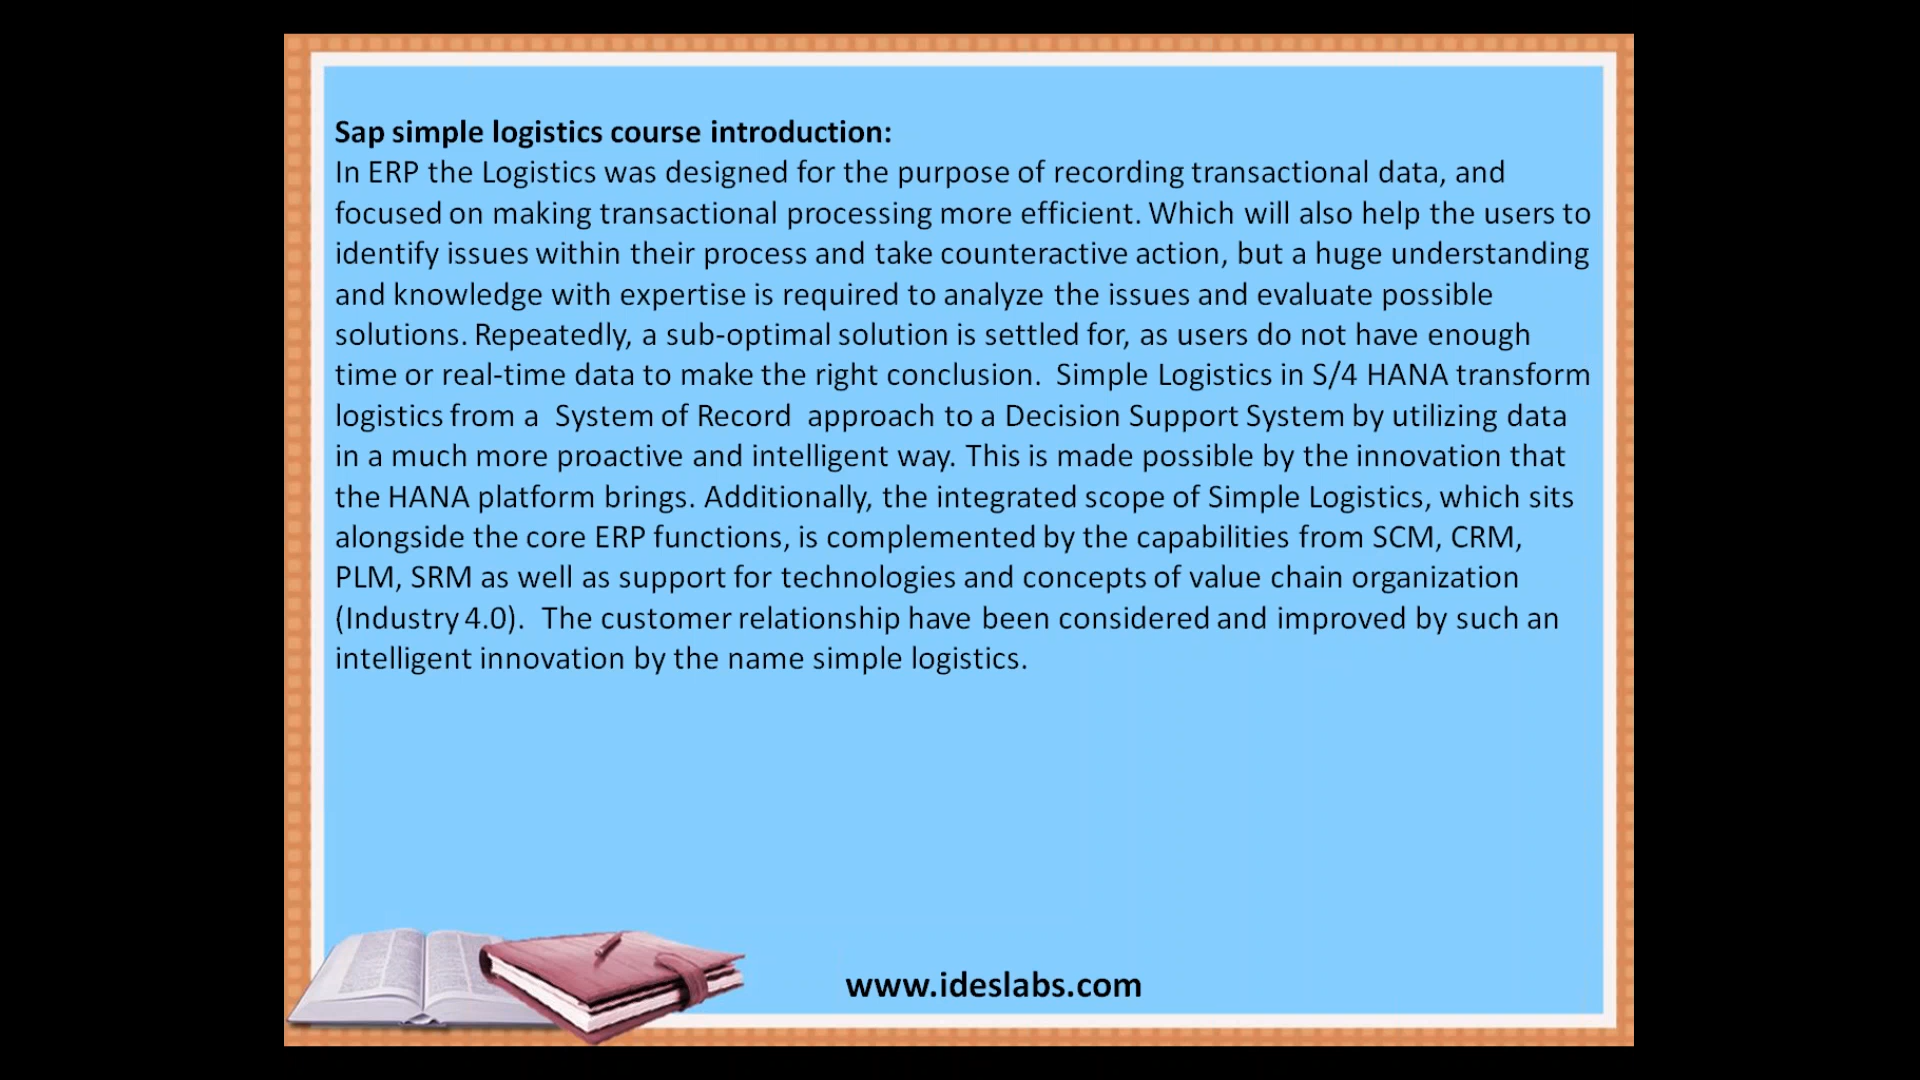 Sap simple logistics course introduction:
In ERP the Logistics was designed for the purpose of recording transactional data, and
focused on making transactional processing more efficient. Which will also help the users to
identify issues within their process and take counteractive action, but a huge understanding
and knowledge with expertise is required to analyze the issues and evaluate possible
solutions. Repeatedly, a sub-optimal solution is settled for, as users do not have enough
time or real-time data to make the right conclusion.  Simple Logistics in S/4 HANA transform
logistics from a  System of Record  approach to a Decision Support System by utilizing data
in a much more proactive and intelligent way. This is made possible by the innovation that
the HANA platform brings. Additionally, the integrated scope of Simple Logistics, which sits
alongside the core ERP functions, is complemented by the capabilities from SCM, CRM,
PLM, SRM as well as support for technologies and concepts of value chain organization
(Industry 4.0).  The customer relationship have been considered and improved by such an
intelligent innovation by the name simple logistics.
www.ideslabs.com